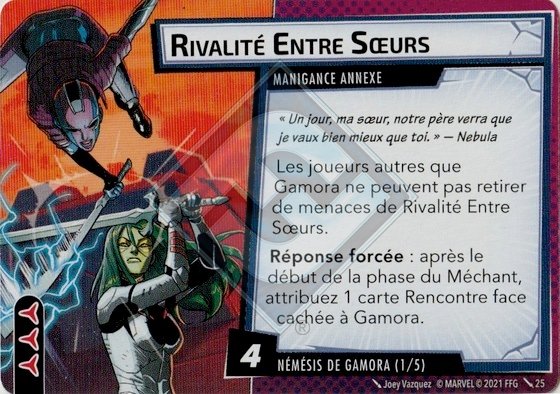 RIVALITÉ ENTRE SŒURS
MANIGANCE ANNEXE
« Un jour, ma sœur, notre père verra que
je vaux bien mieux que toi. » — Nebula
Les joueurs autres que
Gamora ne peuvent pas retirer
de menaces de Rivalité Entre
Sœurs.
Réponse forcée : après le
début de la phase du Méchant,
attribuez 1 carte Rencontre face
cachée à Gamora.
®
4
NÉMÉSIS DE GAMORA (1/5)
Joey Vazquez © MARVEL © 2021 FFG 25